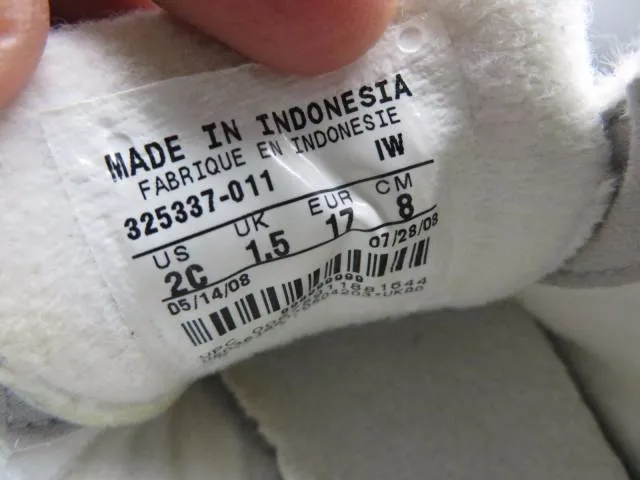 MADE IN INDONESIA
FABRIQUE EN INDONESIE
325337-011 IW
US UK EUR CM
2C 1.5 17 8
05/14/08 07/28/08
UPC